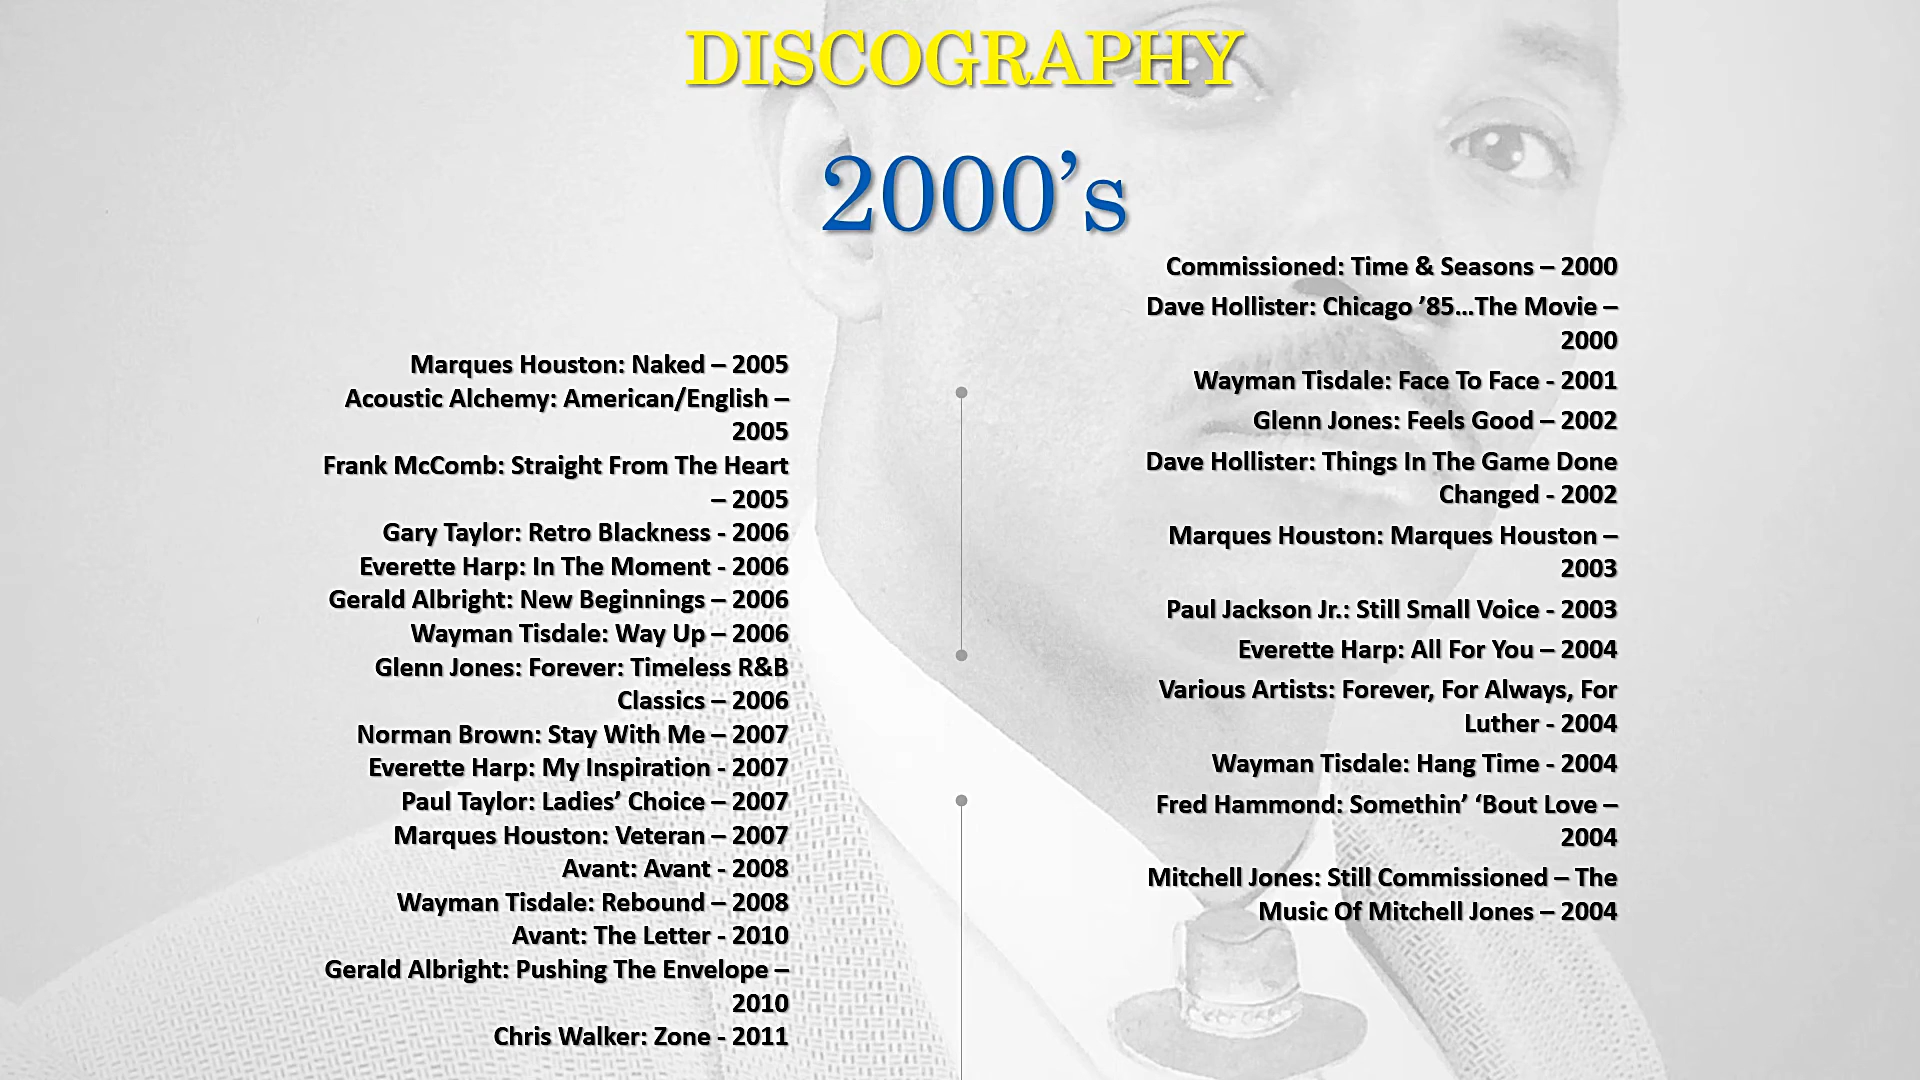 DISCOGRAPHY
2000’s
Commissioned: Time & Seasons – 2000
Dave Hollister: Chicago ’85…The Movie –
2000
Wayman Tisdale: Face To Face - 2001
Glenn Jones: Feels Good – 2002
Dave Hollister: Things In The Game Done
Changed - 2002
Marques Houston: Marques Houston –
2003
Paul Jackson Jr.: Still Small Voice - 2003
Everette Harp: All For You – 2004
Various Artists: Forever, For Always, For
Luther - 2004
Wayman Tisdale: Hang Time - 2004
Fred Hammond: Somethin’ ‘Bout Love –
2004
Mitchell Jones: Still Commissioned – The
Music Of Mitchell Jones – 2004
Marques Houston: Naked – 2005
Acoustic Alchemy: American/English –
2005
Frank McComb: Straight From The Heart
– 2005
Gary Taylor: Retro Blackness - 2006
Everette Harp: In The Moment - 2006
Gerald Albright: New Beginnings – 2006
Wayman Tisdale: Way Up – 2006
Glenn Jones: Forever: Timeless R&B
Classics – 2006
Norman Brown: Stay With Me – 2007
Everette Harp: My Inspiration - 2007
Paul Taylor: Ladies’ Choice – 2007
Marques Houston: Veteran – 2007
Avant: Avant - 2008
Wayman Tisdale: Rebound – 2008
Avant: The Letter - 2010
Gerald Albright: Pushing The Envelope –
2010
Chris Walker: Zone - 2011